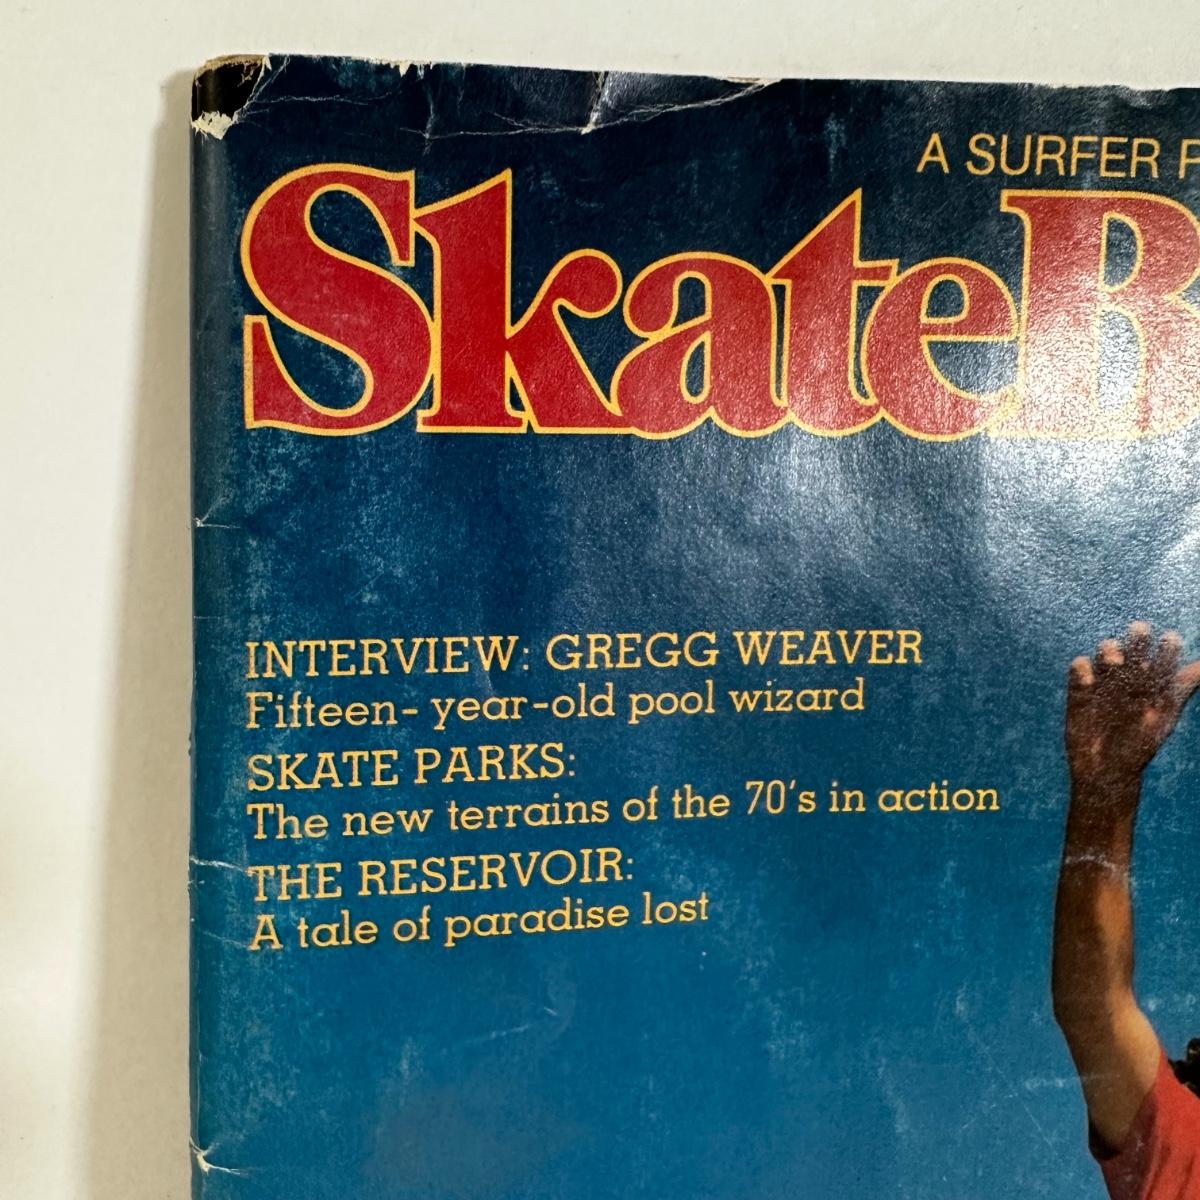 A SURFER P
SkateB
INTERVIEW: GREGG WEAVER
Fifteen- year-old pool wizard
SKATE PARKS:
The new terrains of the 70's in action
THE RESERVOIR:
A tale of paradise lost